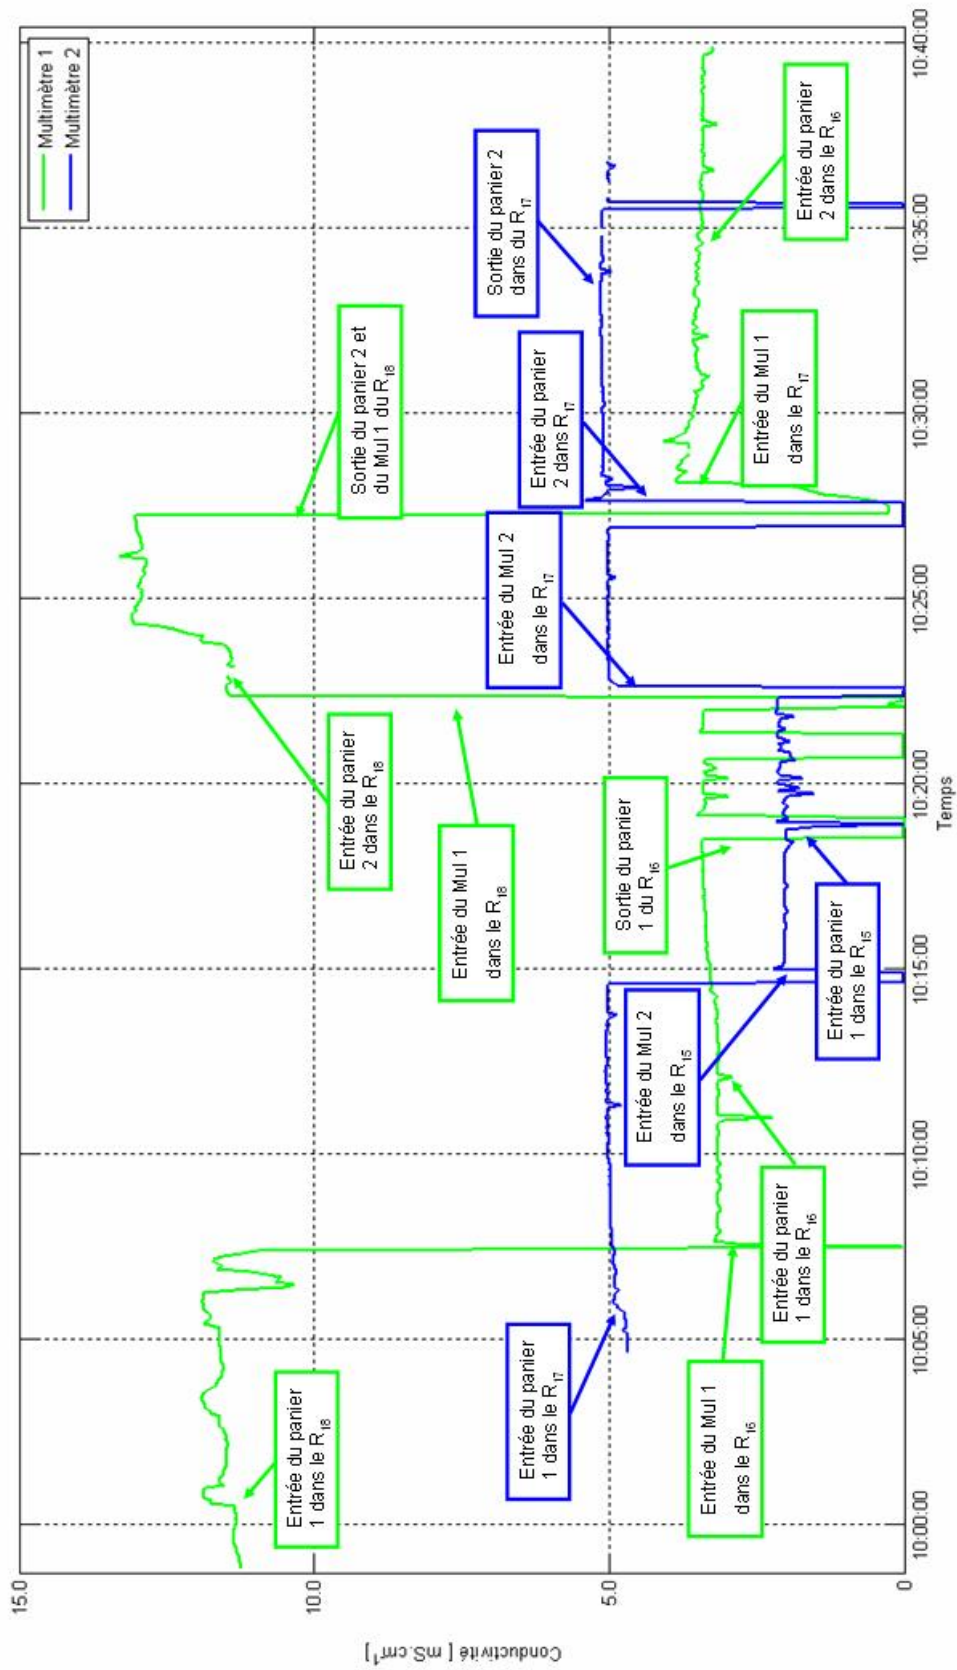 Multimètre 1
Multimètre 2
15.0
10.0
5.0
0
Conductivité [ mS.cm⁻¹]
Entrée du panier
1 dans le R₁₈
Entrée du panier
1 dans le R₁₇
Entrée du Mul 1
dans le R₁₆
Entrée du panier
1 dans le R₁₆
Entrée du Mul 2
dans le R₁₅
Entrée du panier
1 dans le R₁₅
Sortie du panier
1 du R₁₆
Entrée du Mul 1
dans le R₁₈
Entrée du panier
2 dans le R₁₈
Entrée du Mul 2
dans le R₁₇
Sortie du panier 2 et
du Mul 1 du R₁₈
Entrée du panier
2 dans R₁₇
Entrée du Mul 1
dans le R₁₇
Sortie du panier 2
dans du R₁₇
Entrée du panier
2 dans le R₁₆
10:00:00
10:05:00
10:10:00
10:15:00
10:20:00
10:25:00
10:30:00
10:35:00
10:40:00
Temps